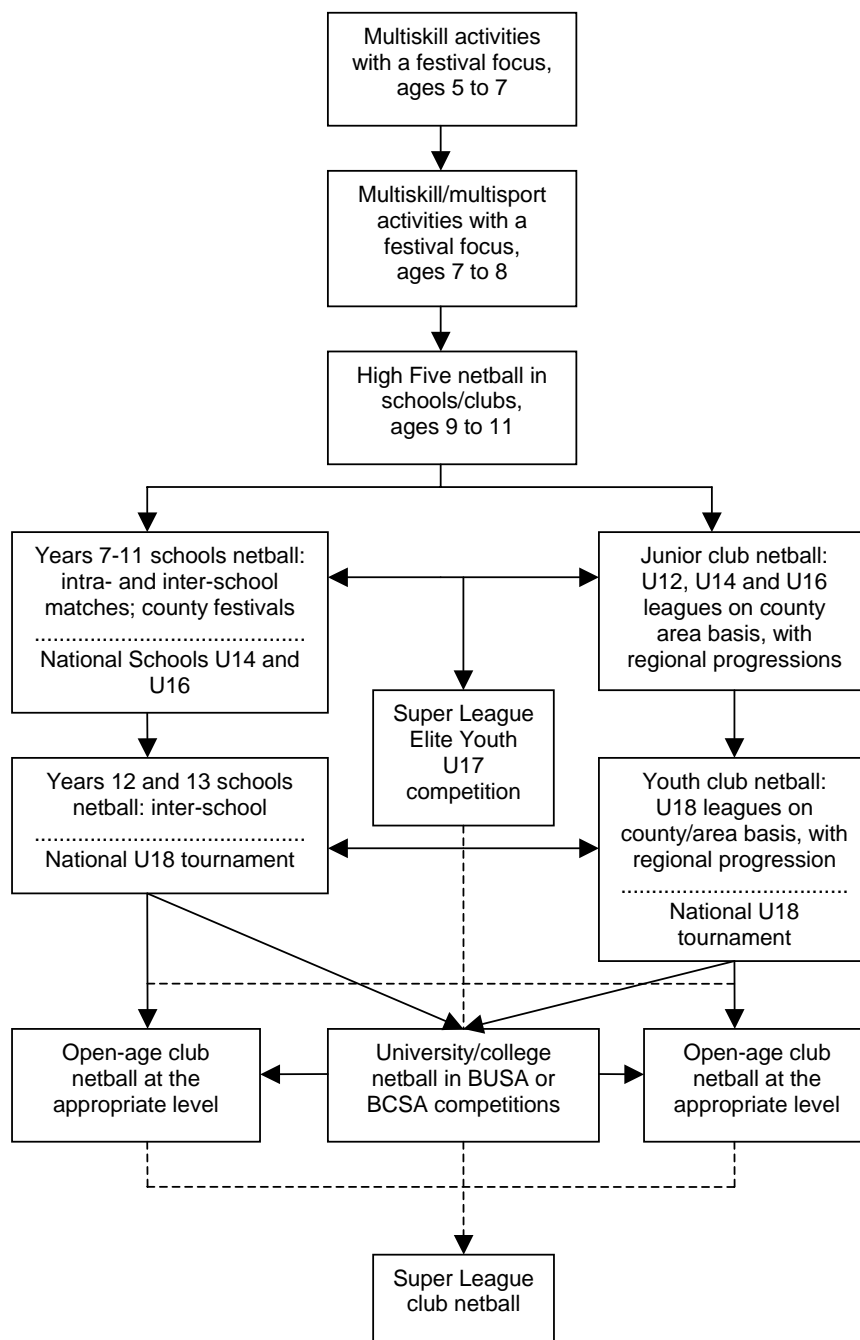 Multiskill activities
with a festival focus,
ages 5 to 7
Multiskill/multisport
activities with a
festival focus,
ages 7 to 8
High Five netball in
schools/clubs,
ages 9 to 11
Years 7-11 schools netball:
intra- and inter-school
matches; county festivals
............................................
National Schools U14 and
U16
Junior club netball:
U12, U14 and U16
leagues on county
area basis, with
regional progressions
Super League
Elite Youth
U17
competition
Years 12 and 13 schools
netball: inter-school
............................................
National U18 tournament
Youth club netball:
U18 leagues on
county/area basis, with
regional progression
.....................................
National U18
tournament
Open-age club
netball at the
appropriate level
University/college
netball in BUSA or
BCSA competitions
Open-age club
netball at the
appropriate level
Super League
club netball